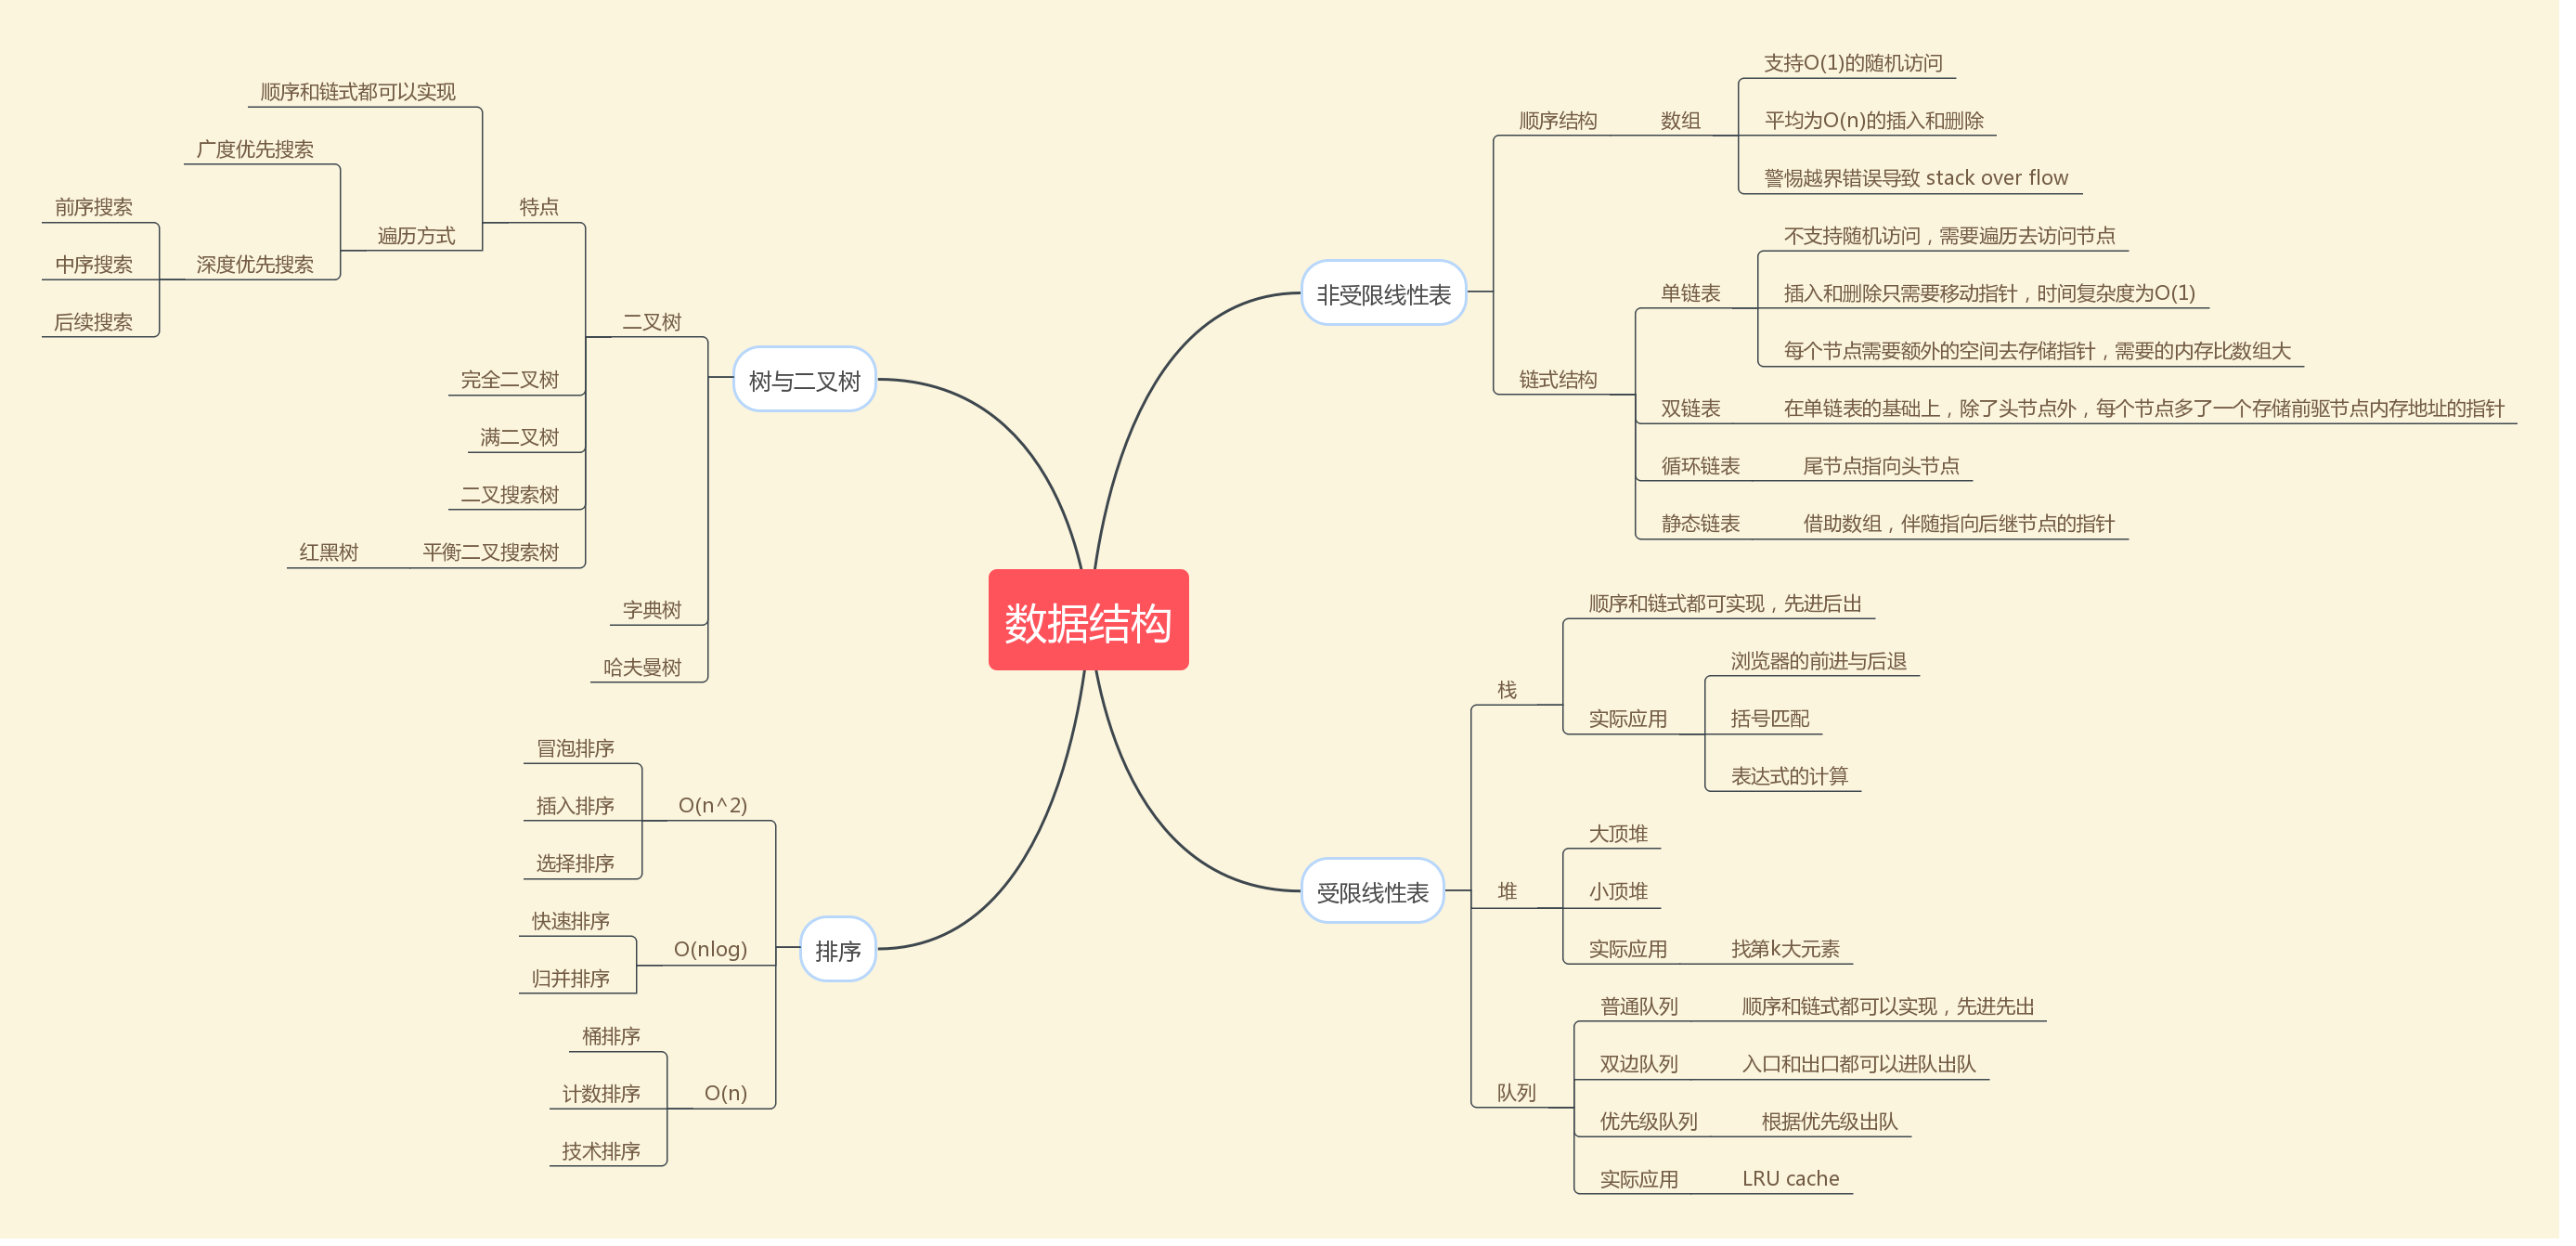 数据结构
非受限线性表
顺序结构
数组
支持O(1)的随机访问
平均为O(n)的插入和删除
警惕越界错误导致 stack over flow
链式结构
单链表
不支持随机访问，需要遍历去访问节点
插入和删除只需要移动指针，时间复杂度为O(1)
每个节点需要额外的空间去存储指针，需要的内存比数组大
双链表
在单链表的基础上，除了头节点外，每个节点多了一个存储前驱节点内存地址的指针
循环链表
尾节点指向头节点
静态链表
借助数组，伴随指向后继节点的指针
受限线性表
栈
顺序和链式都可实现，先进后出
实际应用
浏览器的前进与后退
括号匹配
表达式的计算
堆
大顶堆
小顶堆
实际应用
找第k大元素
队列
普通队列
顺序和链式都可以实现，先进先出
双边队列
入口和出口都可以进队出队
优先级队列
根据优先级出队
实际应用
LRU cache
树与二叉树
二叉树
特点
顺序和链式都可以实现
遍历方式
广度优先搜索
深度优先搜索
前序搜索
中序搜索
后续搜索
完全二叉树
满二叉树
二叉搜索树
平衡二叉搜索树
红黑树
字典树
哈夫曼树
排序
O(n^2)
冒泡排序
插入排序
选择排序
O(nlog)
快速排序
归并排序
O(n)
桶排序
计数排序
技术排序